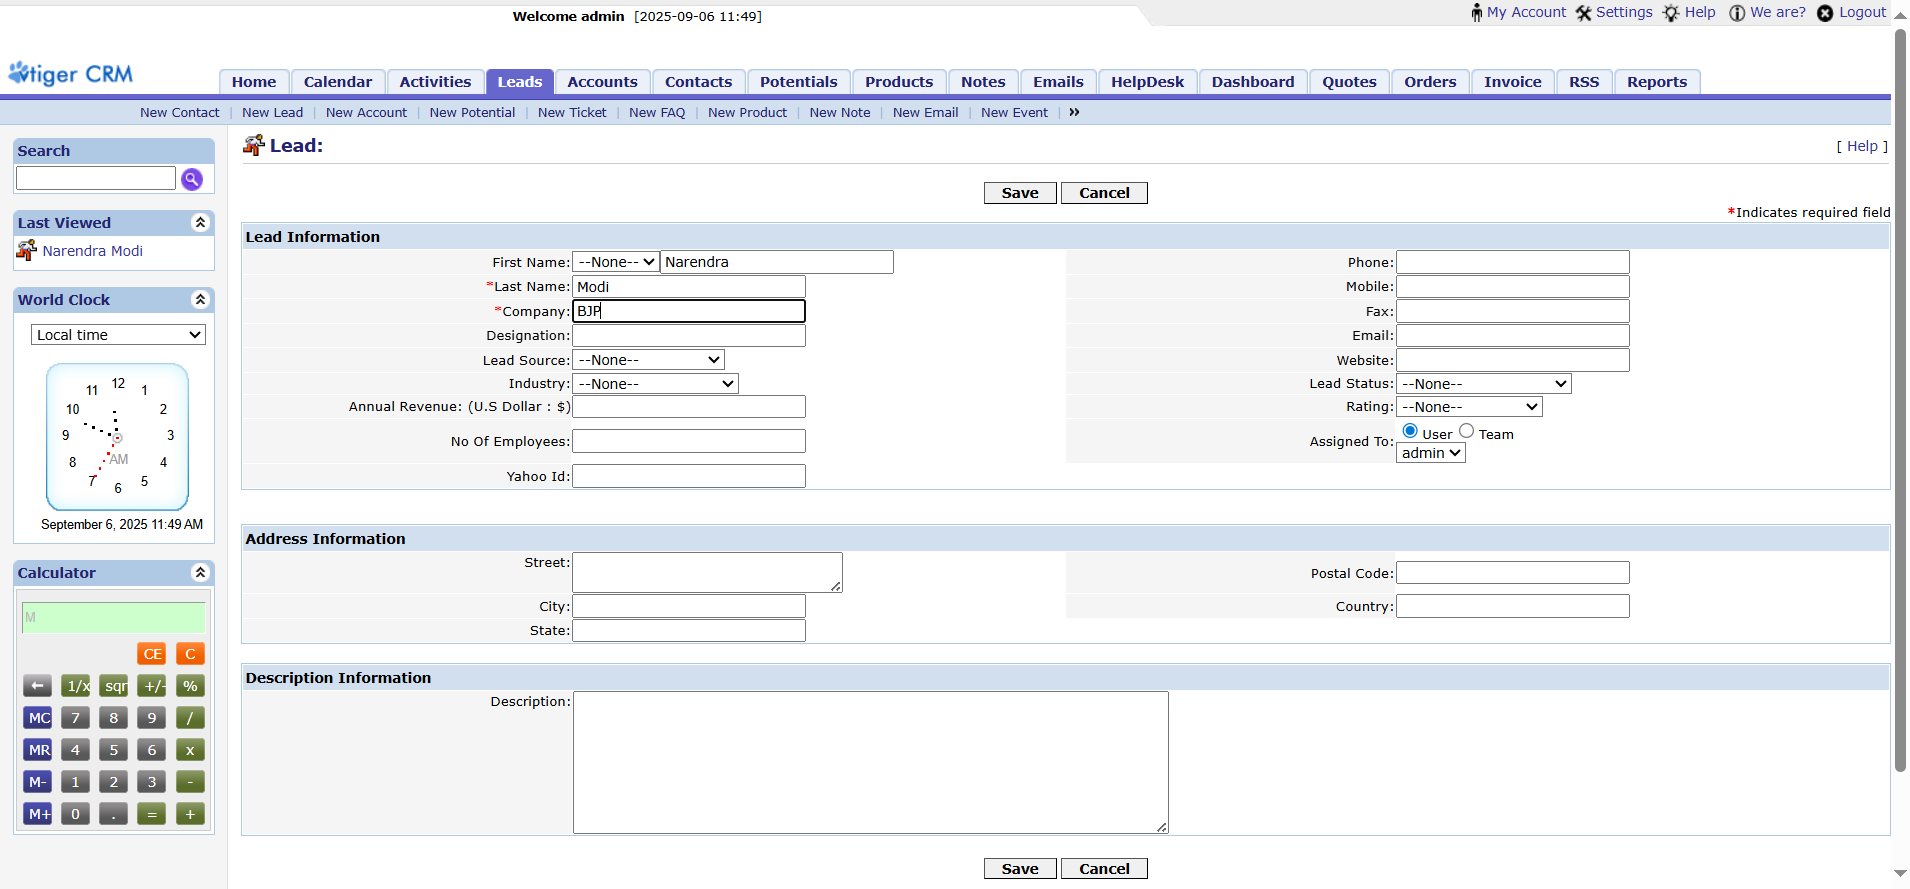 Welcome admin [2025-09-06 11:49]
My Account Settings Help We are? Logout
vtiger CRM
Home Calendar Activities Leads Accounts Contacts Potentials Products Notes Emails HelpDesk Dashboard Quotes Orders Invoice RSS Reports
New Contact | New Lead | New Account | New Potential | New Ticket | New FAQ | New Product | New Note | New Email | New Event | »
Search
Last Viewed
Narendra Modi
World Clock
Local time
12
1
2
3
4
5
6
7
8
9
10
11
AM
September 6, 2025 11:49 AM
Calculator
M
CE C
← 1/x sqr +/- %
MC 7 8 9 /
MR 4 5 6 x
M- 1 2 3 -
M+ 0 . = +
Lead:
[ Help ]
Save Cancel
*Indicates required field
Lead Information
First Name: --None-- Narendra
Phone:
*Last Name: Modi
Mobile:
*Company: BJP
Fax:
Designation:
Email:
Lead Source: --None--
Website:
Industry: --None--
Lead Status: --None--
Annual Revenue: (U.S Dollar : $)
Rating: --None--
No Of Employees:
Assigned To: User Team
admin
Yahoo Id:
Address Information
Street:
Postal Code:
City:
Country:
State:
Description Information
Description:
Save Cancel